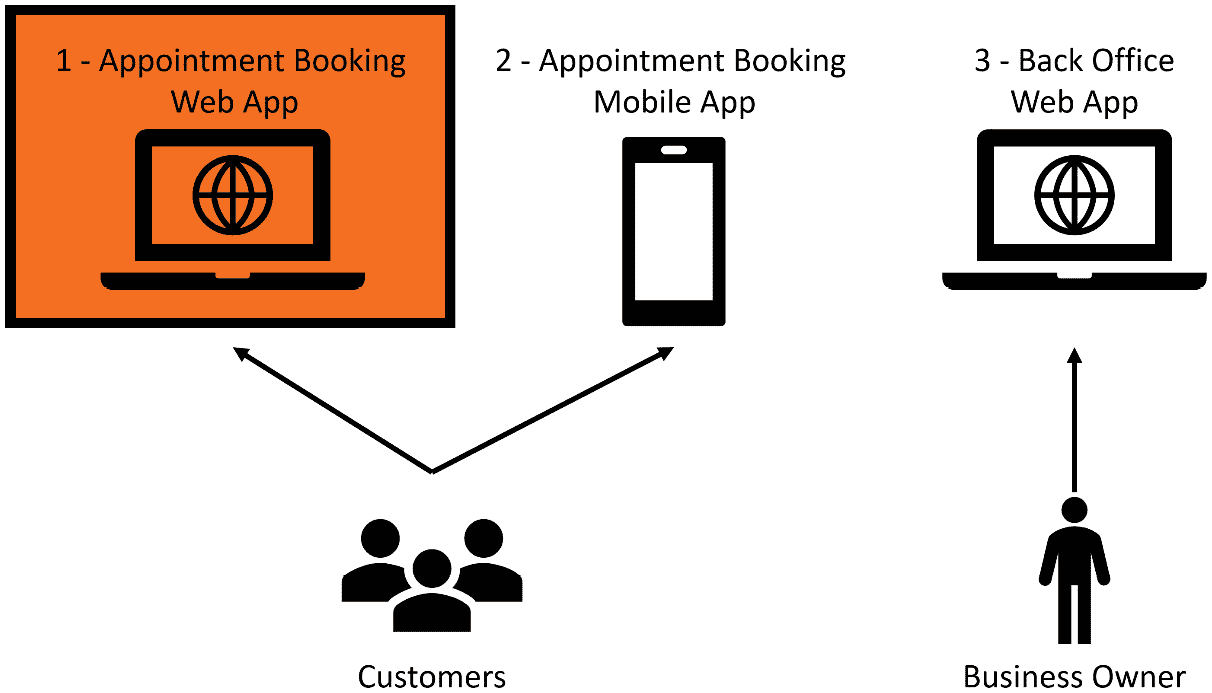 1 - Appointment Booking
Web App
2 - Appointment Booking
Mobile App
3 - Back Office
Web App
Customers
Business Owner